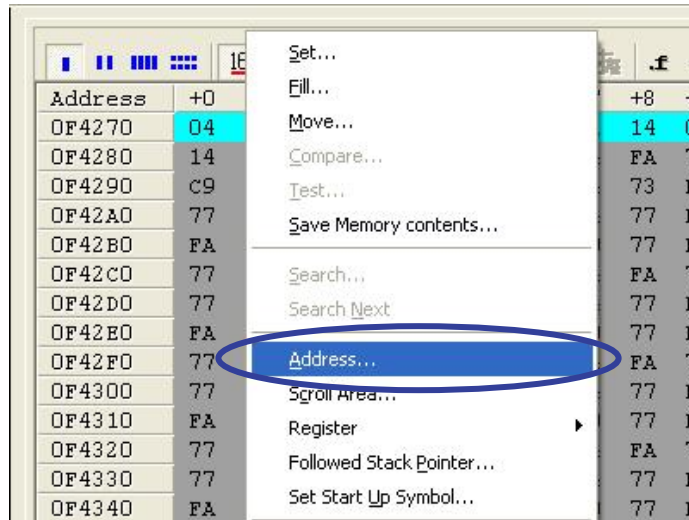 16 .f
Address +0 +8
0F4270 04 14
0F4280 14 FA
0F4290 C9 73
0F42A0 77 77
0F42B0 FA 77
0F42C0 77 FA
0F42D0 77 77
0F42E0 FA 77
0F42F0 77 FA
0F4300 77 77
0F4310 FA 77
0F4320 77 FA
0F4330 77 77
0F4340 FA 77
Set...
Fill...
Move...
Compare...
Test...
Save Memory contents...
Search...
Search Next
Address...
Scroll Area...
Register
Followed Stack Pointer...
Set Start Up Symbol...